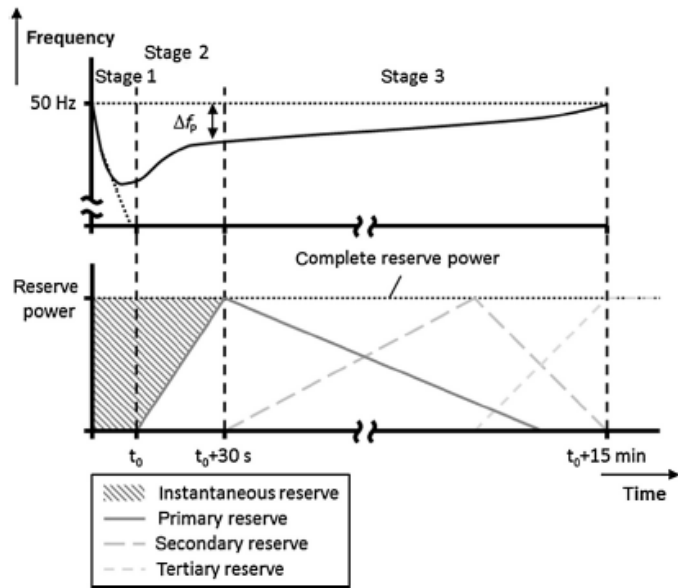 Frequency
Stage 2
Stage 1
Stage 3
50 Hz
Δfₚ
Complete reserve power
Reserve
power
t₀
t₀+30 s
t₀+15 min
Time
Instantaneous reserve
Primary reserve
Secondary reserve
Tertiary reserve